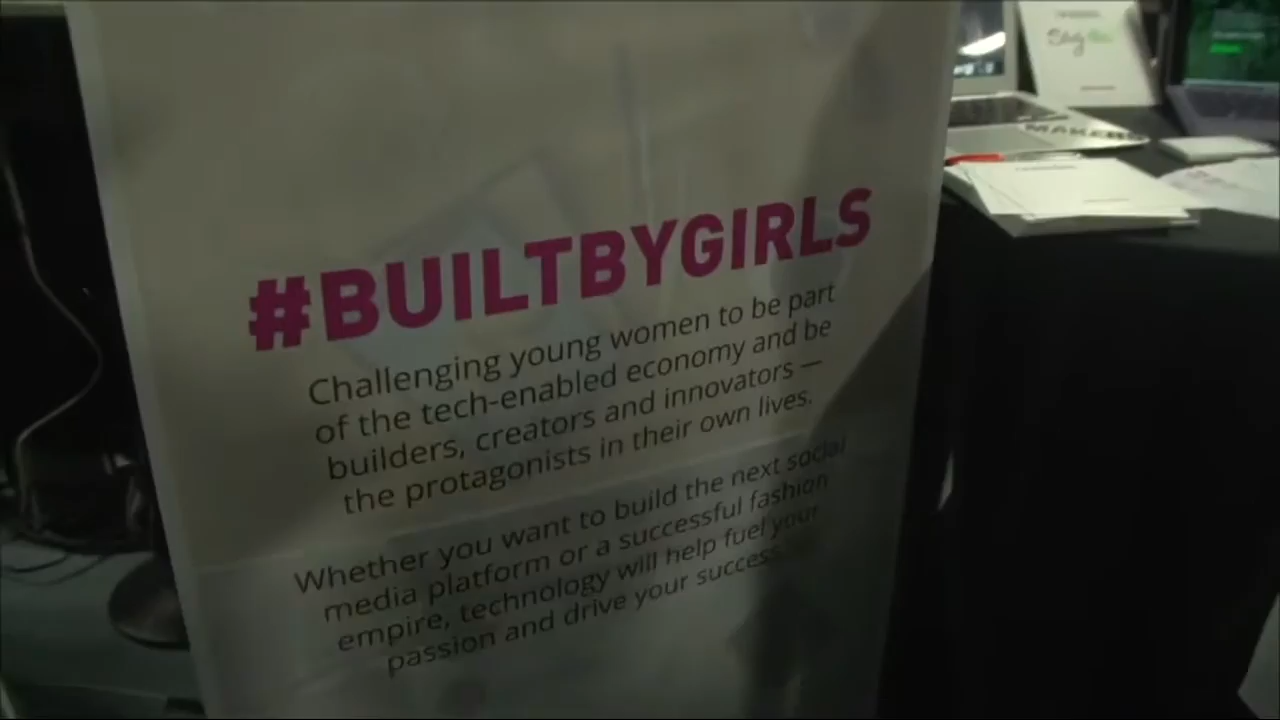 #BUILTBYGIRLS
Challenging young women to be part
of the tech-enabled economy and be
builders, creators and innovators —
the protagonists in their own lives.
Whether you want to build the next social
media platform or a successful fashion
empire, technology will help fuel your
passion and drive your success.
MAKERS